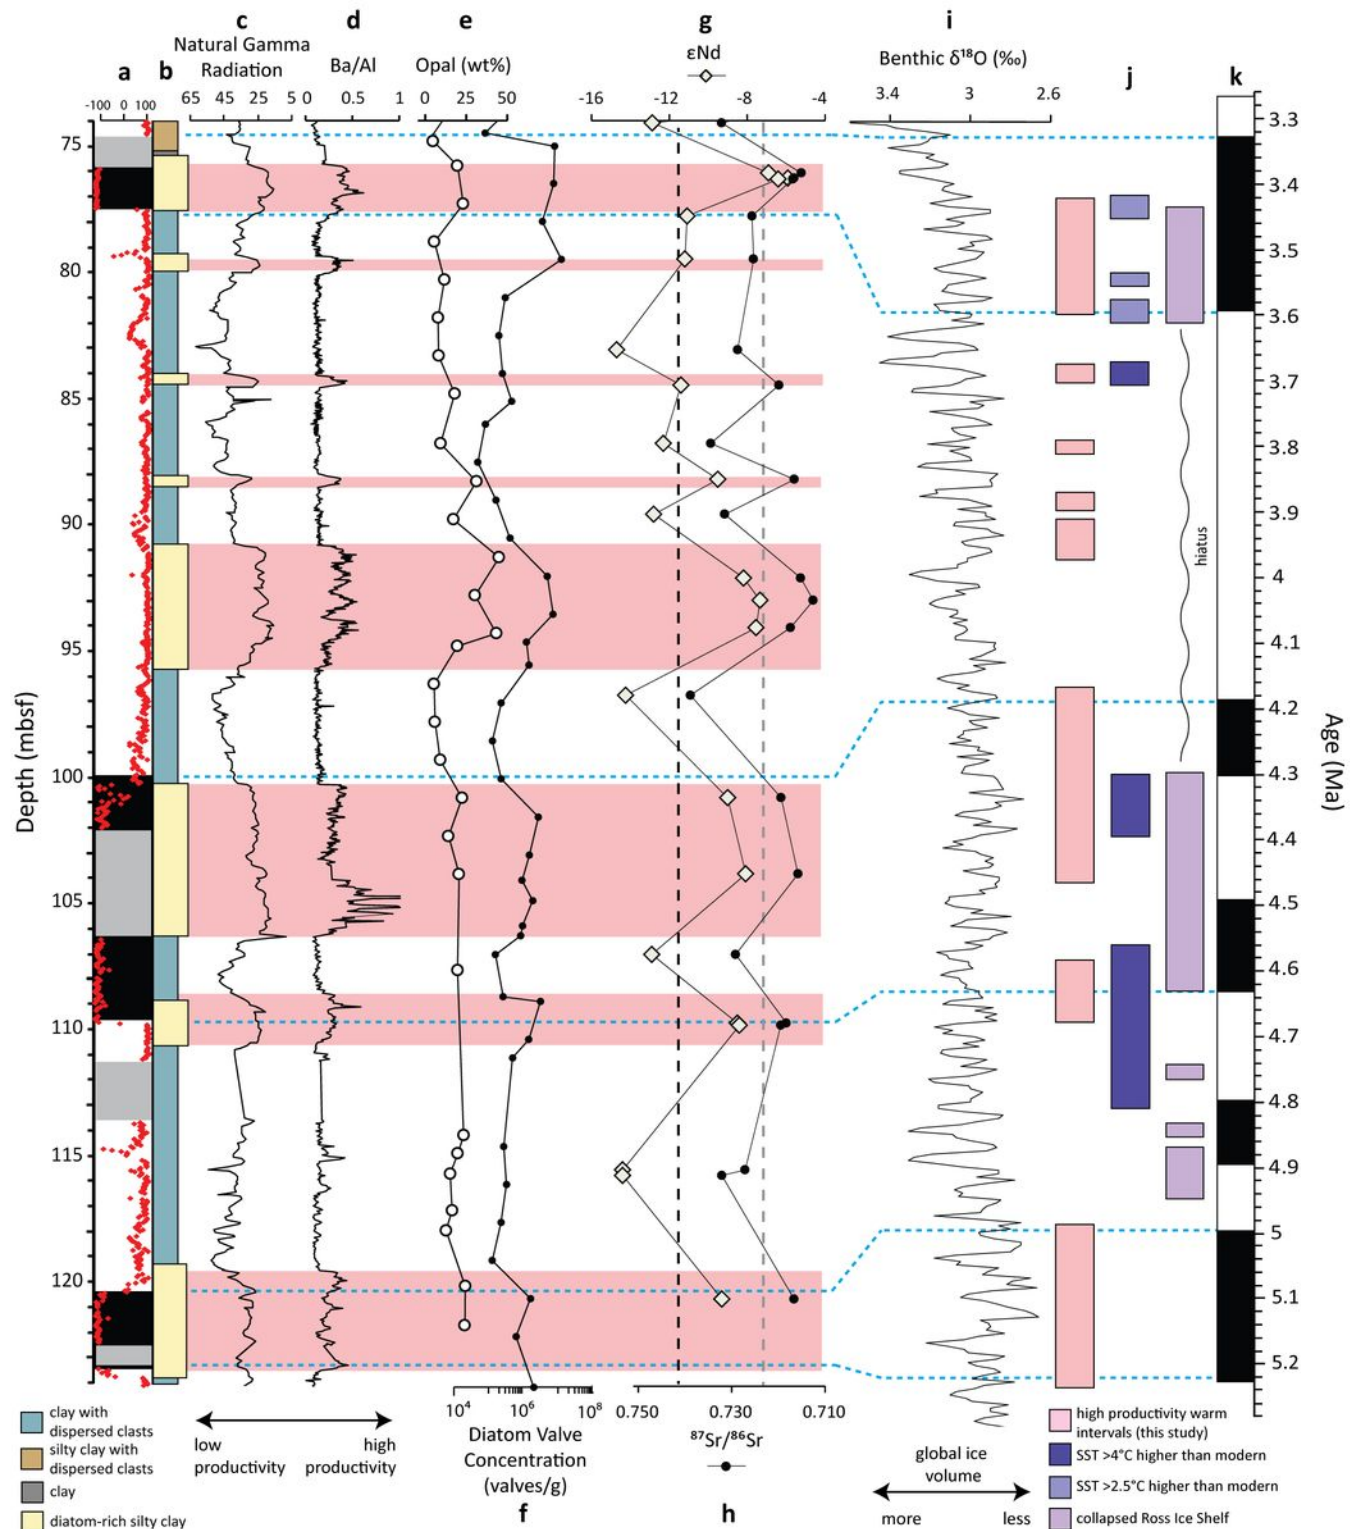 c
d
e
g
i
Natural Gamma
Radiation
Ba/Al
Opal (wt%)
εNd
Benthic δ¹⁸O (‰)
a
b
j
k
-100 0 100
65 45 25 5
0 0.5 1
0 25 50
-16 -12 -8 -4
3.4 3 2.6
Depth (mbsf)
75
80
85
90
95
100
105
110
115
120
hiatus
Age (Ma)
3.3
3.4
3.5
3.6
3.7
3.8
3.9
4
4.1
4.2
4.3
4.4
4.5
4.6
4.7
4.8
4.9
5
5.1
5.2
10⁴ 10⁶ 10⁸
Diatom Valve
Concentration
(valves/g)
f
0.750 0.730 0.710
⁸⁷Sr/⁸⁶Sr
h
low
productivity
high
productivity
global ice
volume
more less
clay with
dispersed clasts
silty clay with
dispersed clasts
clay
diatom-rich silty clay
high productivity warm
intervals (this study)
SST >4°C higher than modern
SST >2.5°C higher than modern
collapsed Ross Ice Shelf